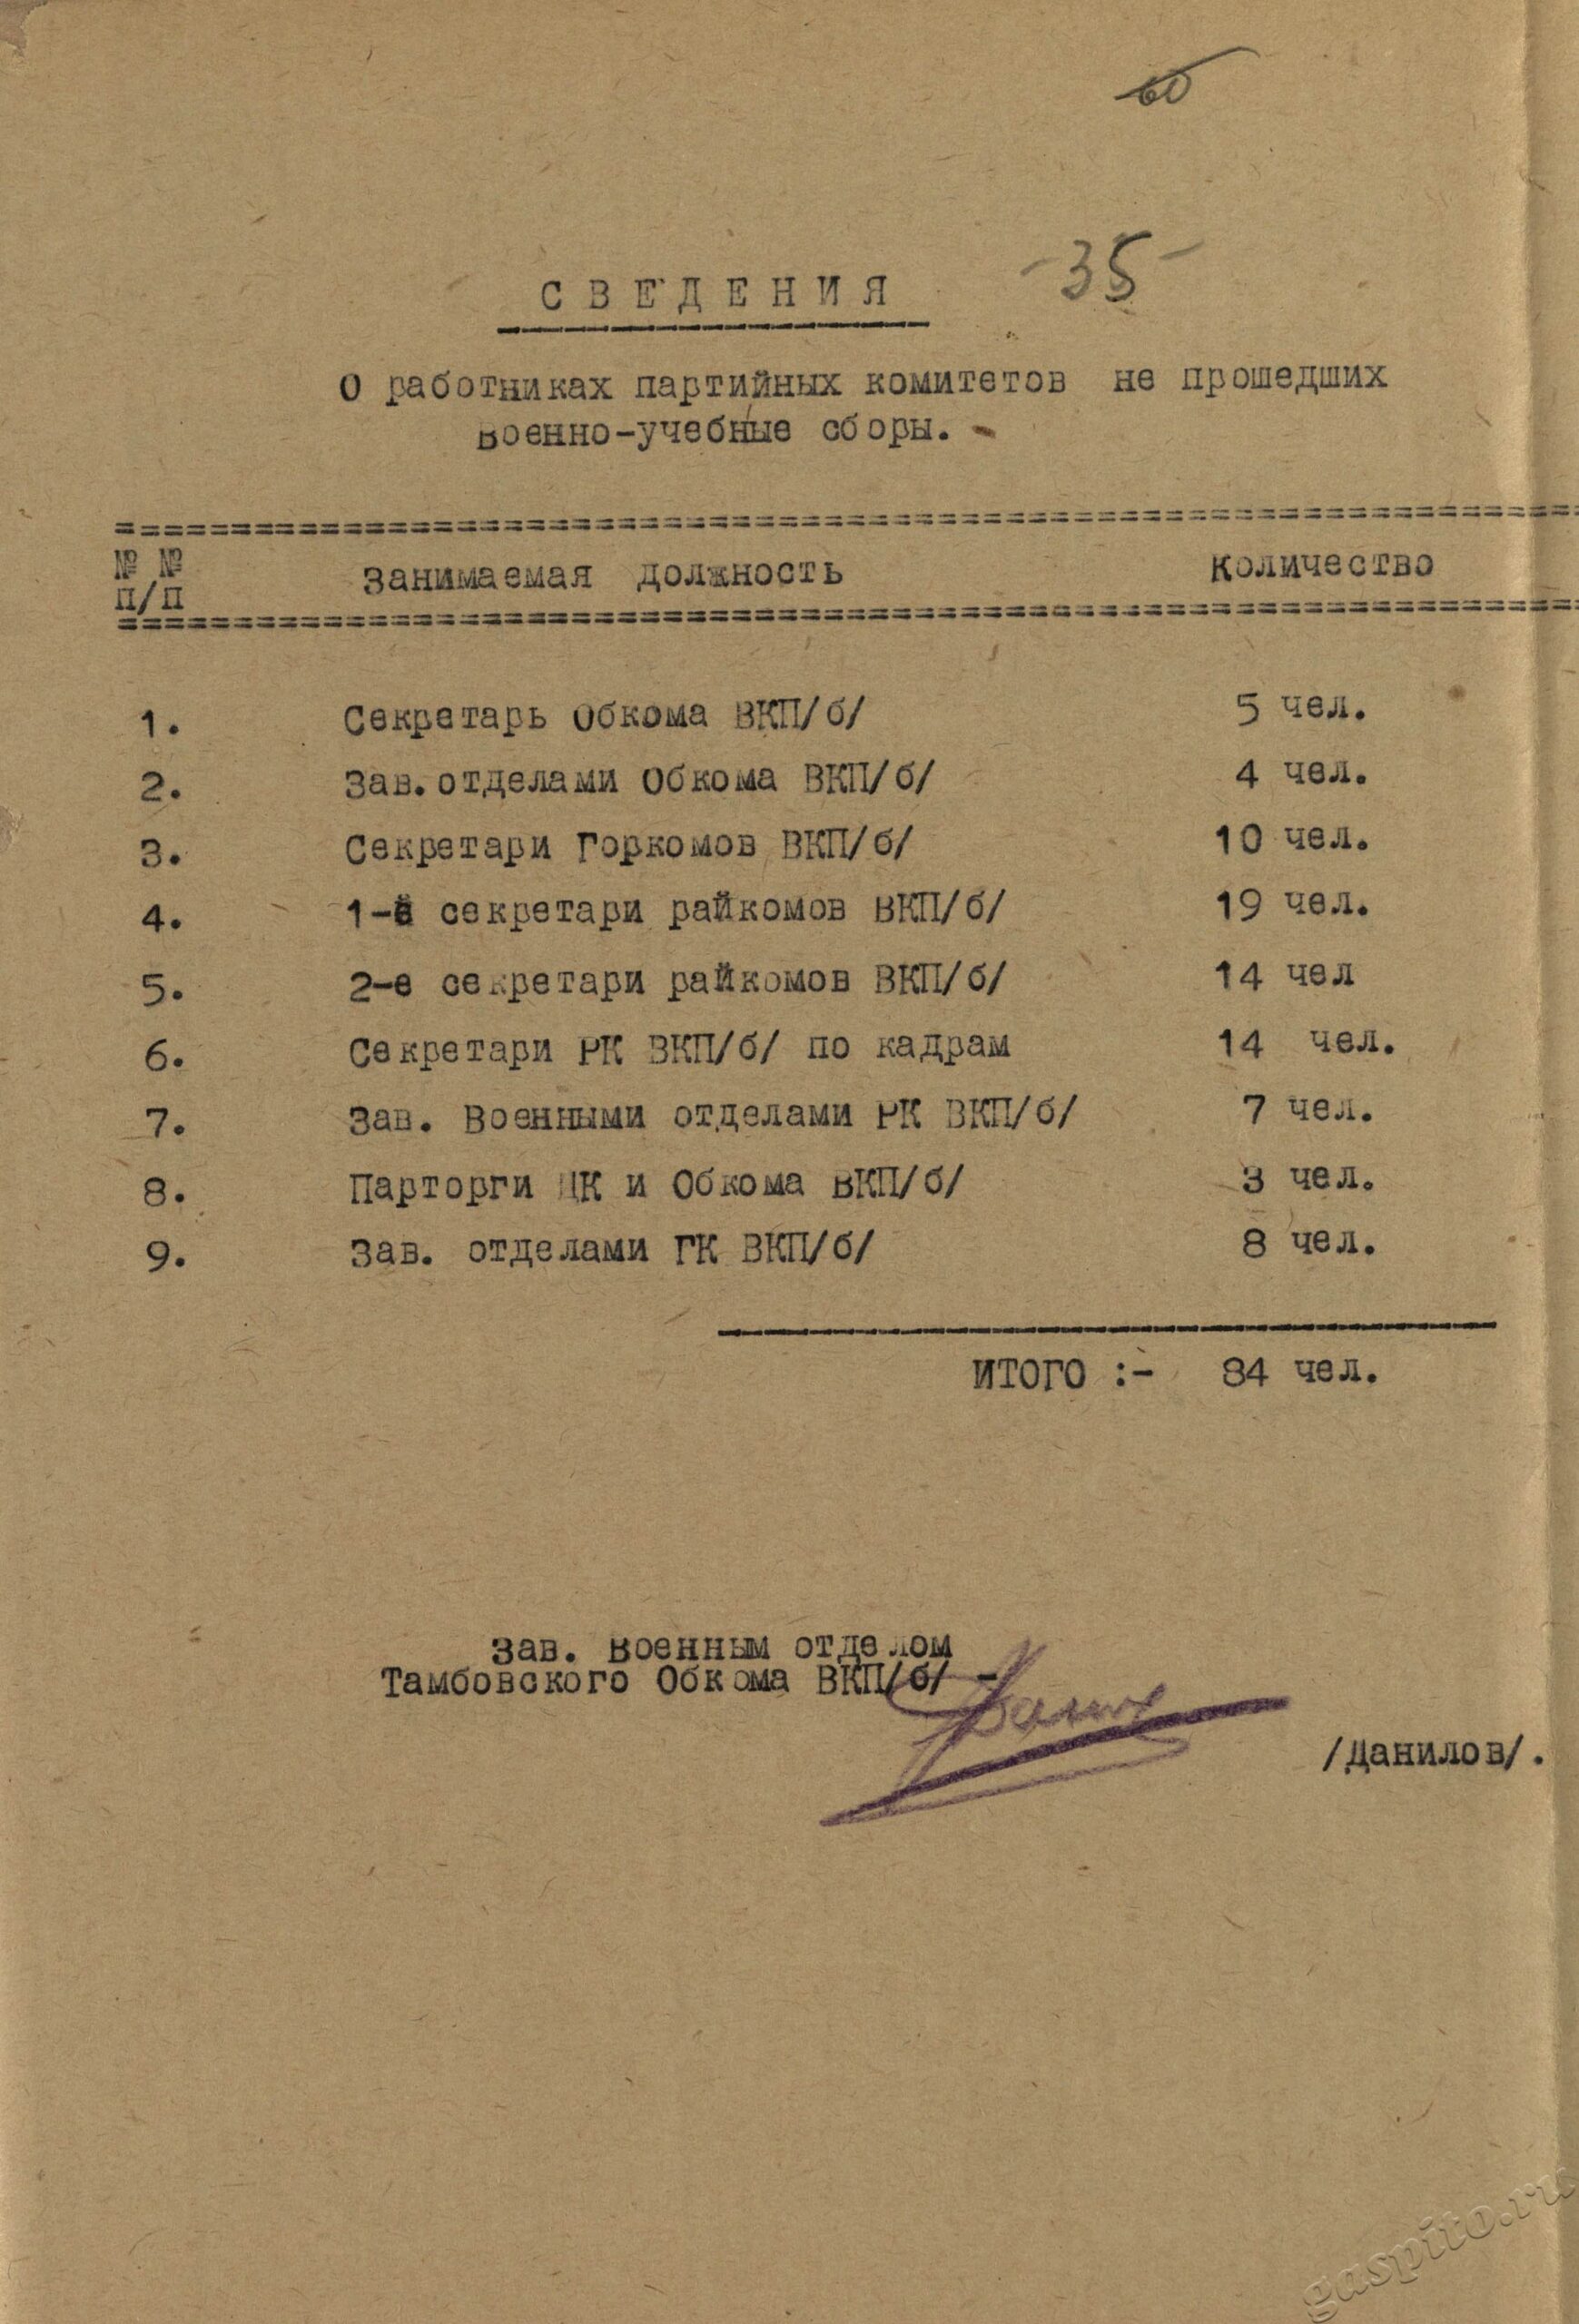 60
-35-
СВЕДЕНИЯ
О работниках партийных комитетов не прошедших
военно-учебные сборы. -
№ № Занимаемая должность Количество
п/п
1. Секретарь Обкома ВКП/б/ 5 чел.
2. Зав.отделами Обкома ВКП/б/ 4 чел.
3. Секретари Горкомов ВКП/б/ 10 чел.
4. 1-е секретари райкомов ВКП/б/ 19 чел.
5. 2-е секретари райкомов ВКП/б/ 14 чел
6. Секретари РК ВКП/б/ по кадрам 14 чел.
7. Зав. Военными отделами РК ВКП/б/ 7 чел.
8. Парторги ЦК и Обкома ВКП/б/ 3 чел.
9. Зав. отделами ГК ВКП/б/ 8 чел.
ИТОГО :- 84 чел.
Зав. Военным отделом
Тамбовского Обкома ВКП/б/ -
/Данилов/.
gaspito.ru